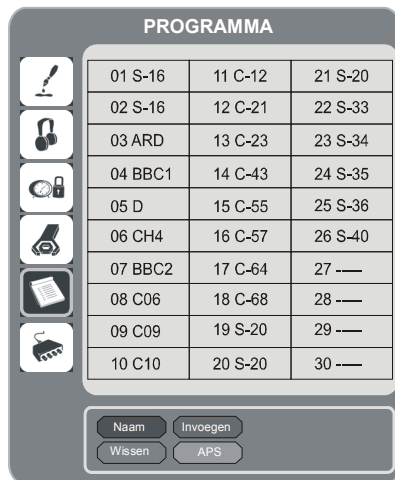 PROGRAMMA
01 S-16 11 C-12 21 S-20
02 S-16 12 C-21 22 S-33
03 ARD 13 C-23 23 S-34
04 BBC1 14 C-43 24 S-35
05 D 15 C-55 25 S-36
06 CH4 16 C-57 26 S-40
07 BBC2 17 C-64 27 -----
08 C06 18 C-68 28 -----
09 C09 19 S-20 29 -----
10 C10 20 S-20 30 -----
Naam Invoegen
Wissen APS